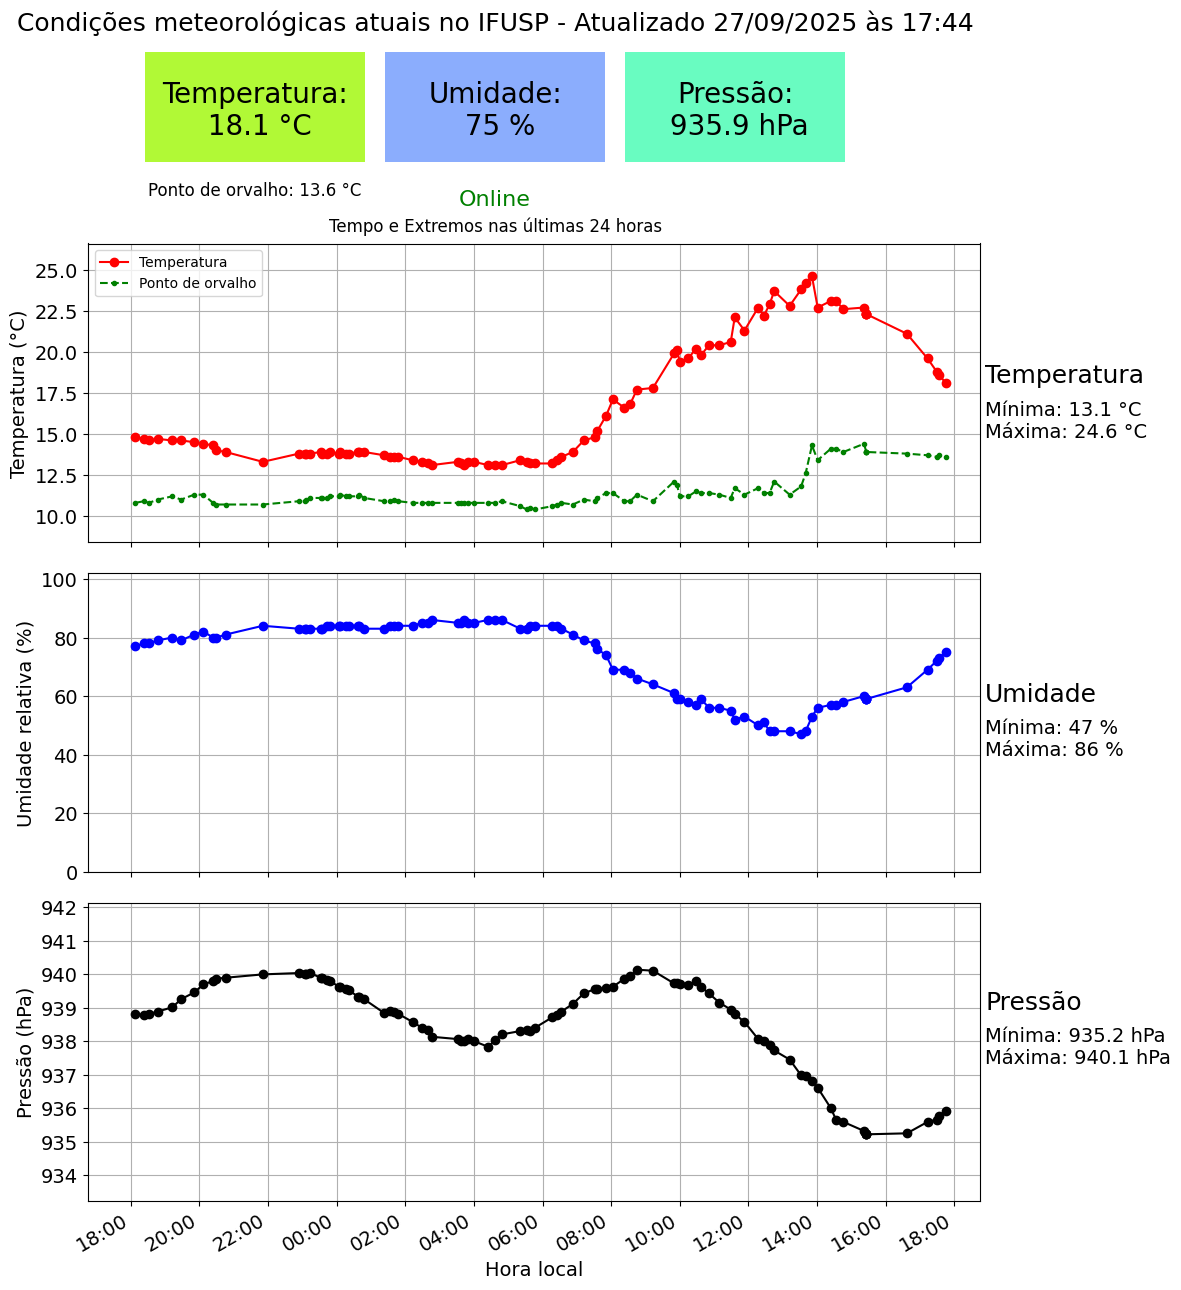 Condições meteorológicas atuais no IFUSP - Atualizado 27/09/2025 às 17:44
Temperatura:
18.1 °C
Umidade:
75 %
Pressão:
935.9 hPa
Ponto de orvalho: 13.6 °C
Online
Tempo e Extremos nas últimas 24 horas
Temperatura
Ponto de orvalho
Temperatura (°C)
25.0
22.5
20.0
17.5
15.0
12.5
10.0
Temperatura
Mínima: 13.1 °C
Máxima: 24.6 °C
Umidade relativa (%)
100
80
60
40
20
0
Umidade
Mínima: 47 %
Máxima: 86 %
Pressão (hPa)
942
941
940
939
938
937
936
935
934
Pressão
Mínima: 935.2 hPa
Máxima: 940.1 hPa
18:00 20:00 22:00 00:00 02:00 04:00 06:00 08:00 10:00 12:00 14:00 16:00 18:00
Hora local